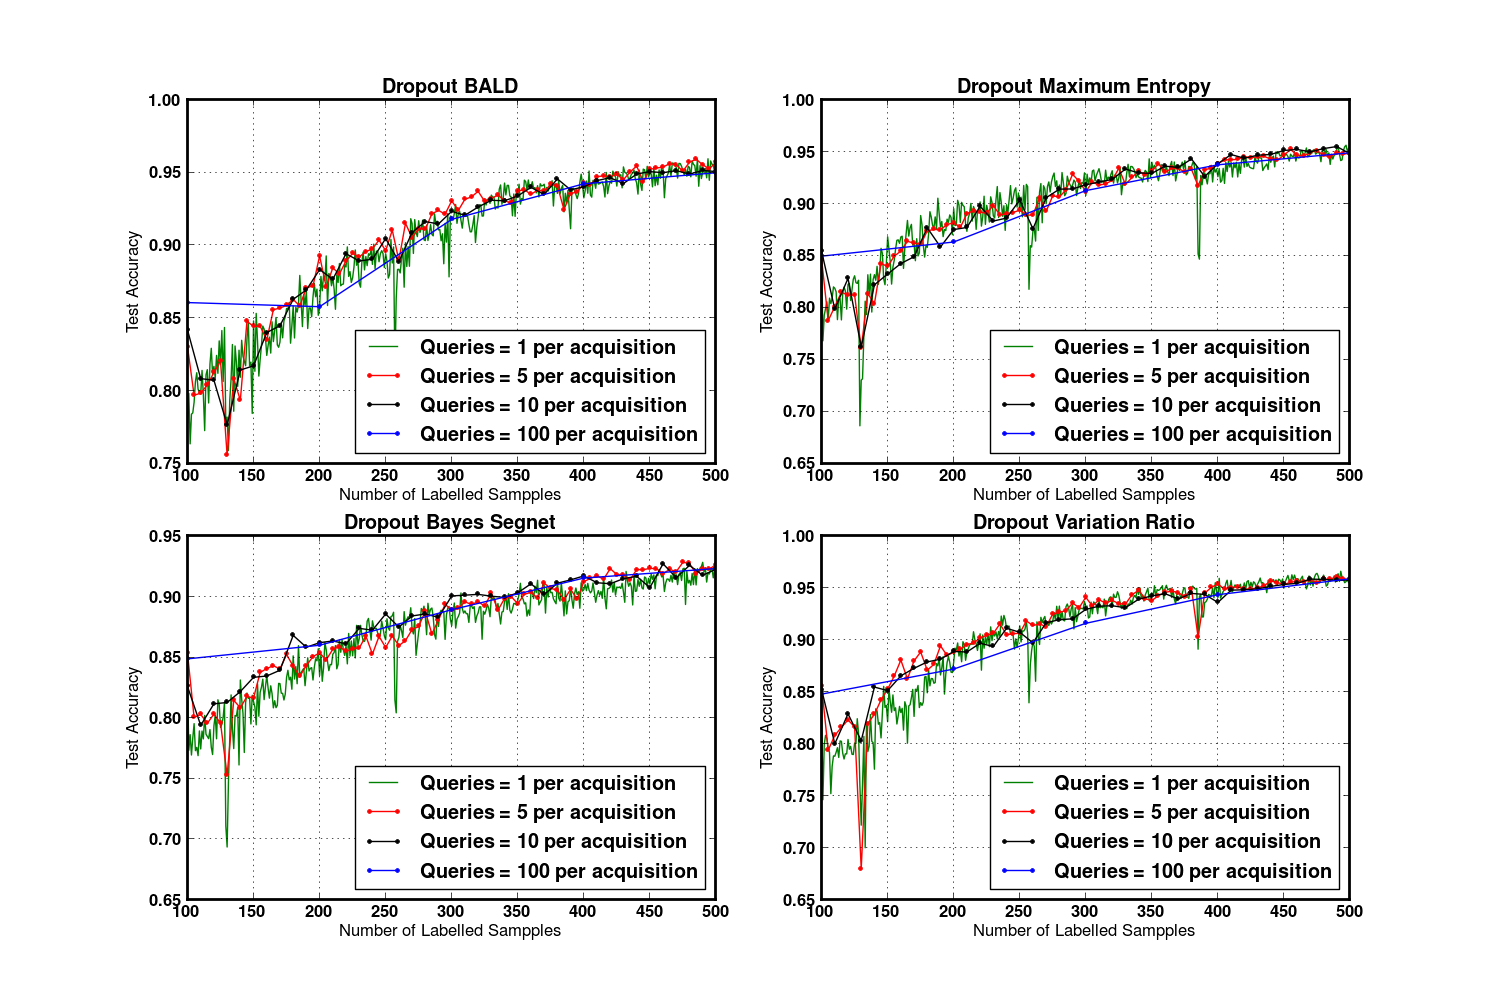 Dropout BALD
1.00
0.95
0.90
0.85
0.80
0.75
Test Accuracy
Queries = 1 per acquisition
Queries = 5 per acquisition
Queries = 10 per acquisition
Queries = 100 per acquisition
100 150 200 250 300 350 400 450 500
Number of Labelled Sampples
Dropout Maximum Entropy
1.00
0.95
0.90
0.85
0.80
0.75
0.70
0.65
Test Accuracy
Queries = 1 per acquisition
Queries = 5 per acquisition
Queries = 10 per acquisition
Queries = 100 per acquisition
100 150 200 250 300 350 400 450 500
Number of Labelled Sampples
Dropout Bayes Segnet
0.95
0.90
0.85
0.80
0.75
0.70
0.65
Test Accuracy
Queries = 1 per acquisition
Queries = 5 per acquisition
Queries = 10 per acquisition
Queries = 100 per acquisition
100 150 200 250 300 350 400 450 500
Number of Labelled Sampples
Dropout Variation Ratio
1.00
0.95
0.90
0.85
0.80
0.75
0.70
0.65
Test Accuracy
Queries = 1 per acquisition
Queries = 5 per acquisition
Queries = 10 per acquisition
Queries = 100 per acquisition
100 150 200 250 300 350 400 450 500
Number of Labelled Sampples